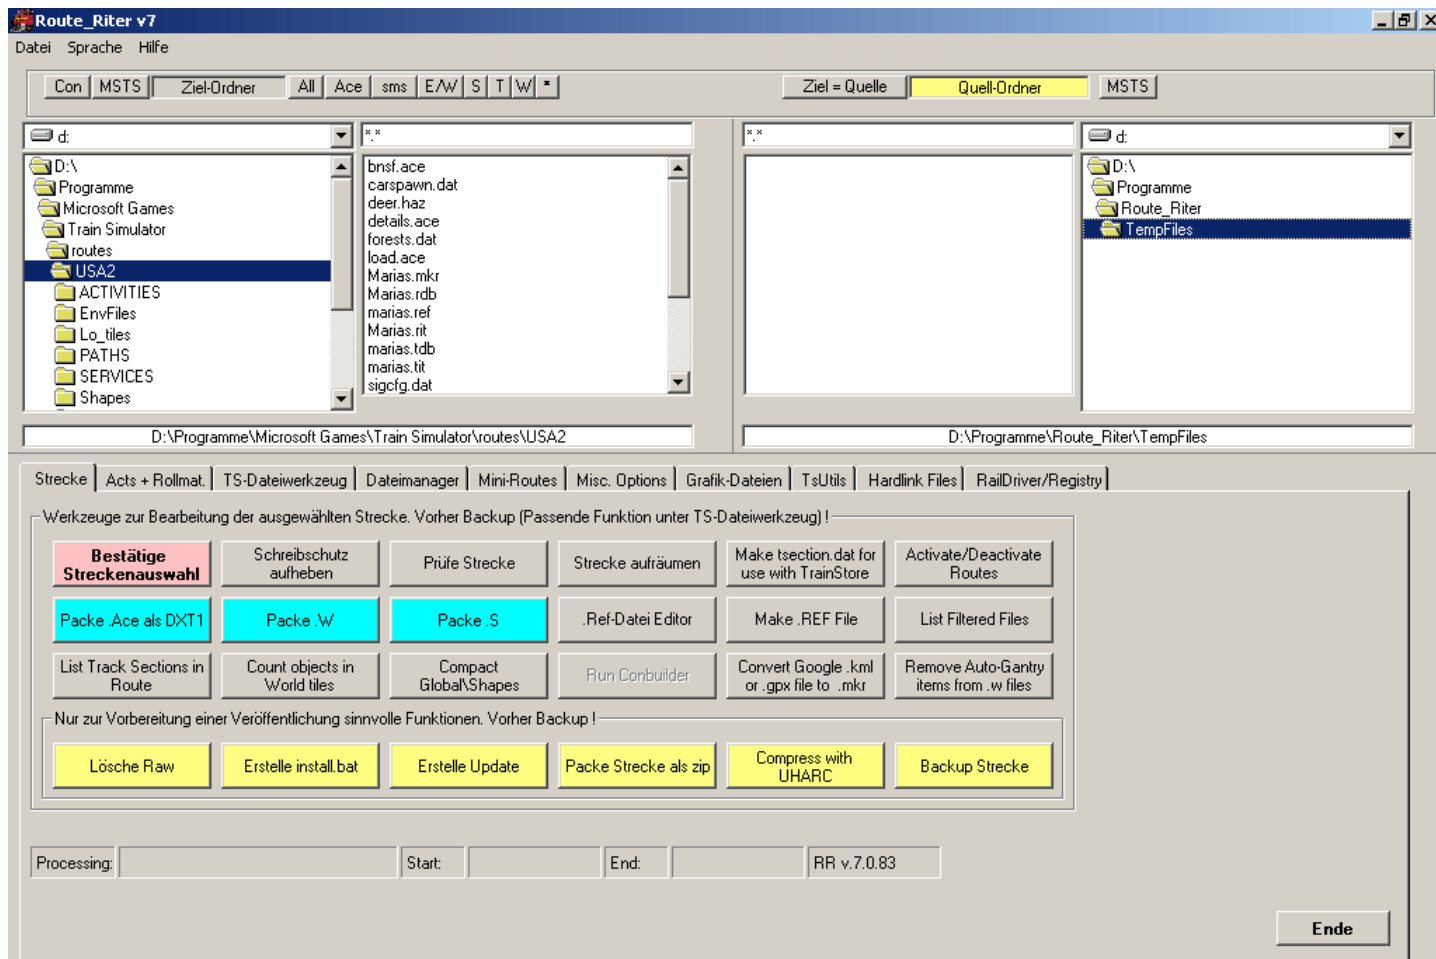 Route_Riter v7
Datei Sprache Hilfe
Con MSTS Ziel-Ordner All Ace sms E/W S T W * Ziel = Quelle Quell-Ordner MSTS
d: *.* *.* d:
D:\
Programme
Microsoft Games
Train Simulator
routes
USA2
ACTIVITIES
EnvFiles
Lo_tiles
PATHS
SERVICES
Shapes
bnsf.ace
carspawn.dat
deer.haz
details.ace
forests.dat
load.ace
Marias.mkr
Marias.rdb
marias.ref
Marias.rit
marias.tdb
marias.tit
sigcfg.dat
D:\
Programme
Route_Riter
TempFiles
D:\Programme\Microsoft Games\Train Simulator\routes\USA2
D:\Programme\Route_Riter\TempFiles
Strecke Acts + Rollmat. TS-Dateiwerkzeug Dateimanager Mini-Routes Misc. Options Grafik-Dateien TsUtils Hardlink Files RailDriver/Registry
Werkzeuge zur Bearbeitung der ausgewählten Strecke. Vorher Backup (Passende Funktion unter TS-Dateiwerkzeug) !
Bestätige
Streckenauswahl
Schreibschutz
aufheben
Prüfe Strecke
Strecke aufräumen
Make tsection.dat for
use with TrainStore
Activate/Deactivate
Routes
Packe .Ace als DXT1
Packe .W
Packe .S
.Ref-Datei Editor
Make .REF File
List Filtered Files
List Track Sections in
Route
Count objects in
World tiles
Compact
Global\Shapes
Run Conbuilder
Convert Google .kml
or .gpx file to .mkr
Remove Auto-Gantry
items from .w files
Nur zur Vorbereitung einer Veröffentlichung sinnvolle Funktionen. Vorher Backup !
Lösche Raw
Erstelle install.bat
Erstelle Update
Packe Strecke als zip
Compress with
UHARC
Backup Strecke
Processing: Start: End: RR v.7.0.83
Ende